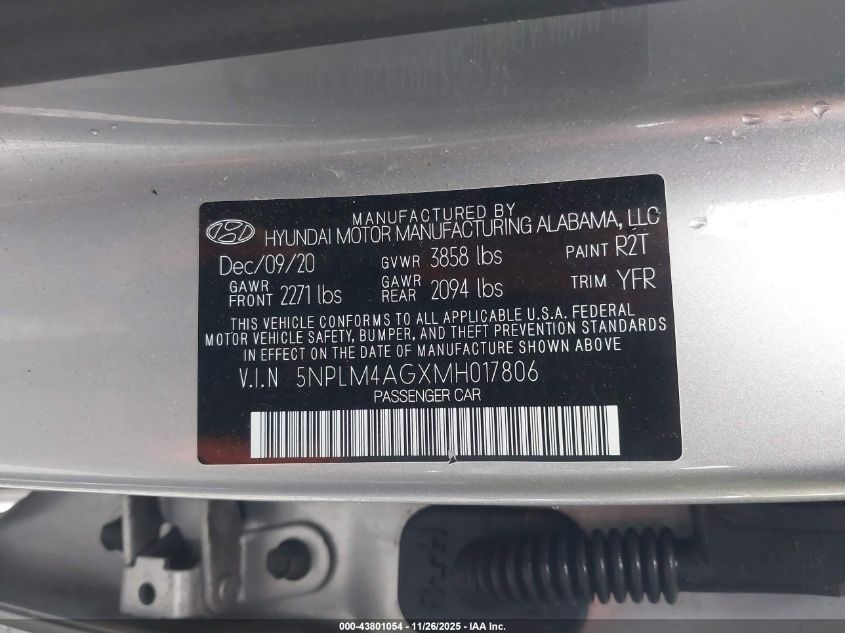 MANUFACTURED BY
HYUNDAI MOTOR MANUFACTURING ALABAMA, LLC
Dec/09/20 GVWR 3858 lbs PAINT R2T
GAWR FRONT 2271 lbs GAWR REAR 2094 lbs TRIM YFR
THIS VEHICLE CONFORMS TO ALL APPLICABLE U.S.A. FEDERAL
MOTOR VEHICLE SAFETY, BUMPER, AND THEFT PREVENTION STANDARDS
IN EFFECT ON THE DATE OF MANUFACTURE SHOWN ABOVE
V.I.N 5NPLM4AGXMH017806
PASSENGER CAR
000-43801054 - 11/26/2025 - IAA Inc.